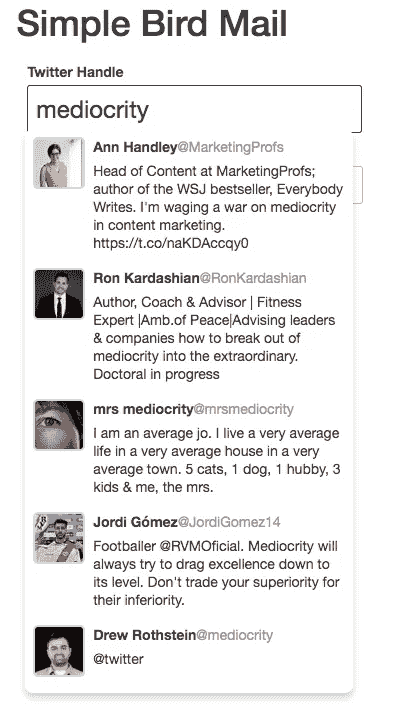 Simple Bird Mail
Twitter Handle
mediocrity
Ann Handley@MarketingProfs
Head of Content at MarketingProfs;
author of the WSJ bestseller, Everybody
Writes. I'm waging a war on mediocrity
in content marketing.
https://t.co/naKDAccqy0
Ron Kardashian@RonKardashian
Author, Coach & Advisor | Fitness
Expert |Amb.of Peace|Advising leaders
& companies how to break out of
mediocrity into the extraordinary.
Doctoral in progress
mrs mediocrity@mrsmediocrity
I am an average jo. I live a very average
life in a very average house in a very
average town. 5 cats, 1 dog, 1 hubby, 3
kids & me, the mrs.
Jordi Gómez@JordiGomez14
Footballer @RVMOficial. Mediocrity will
always try to drag excellence down to
its level. Don't trade your superiority for
their inferiority.
Drew Rothstein@mediocrity
@twitter